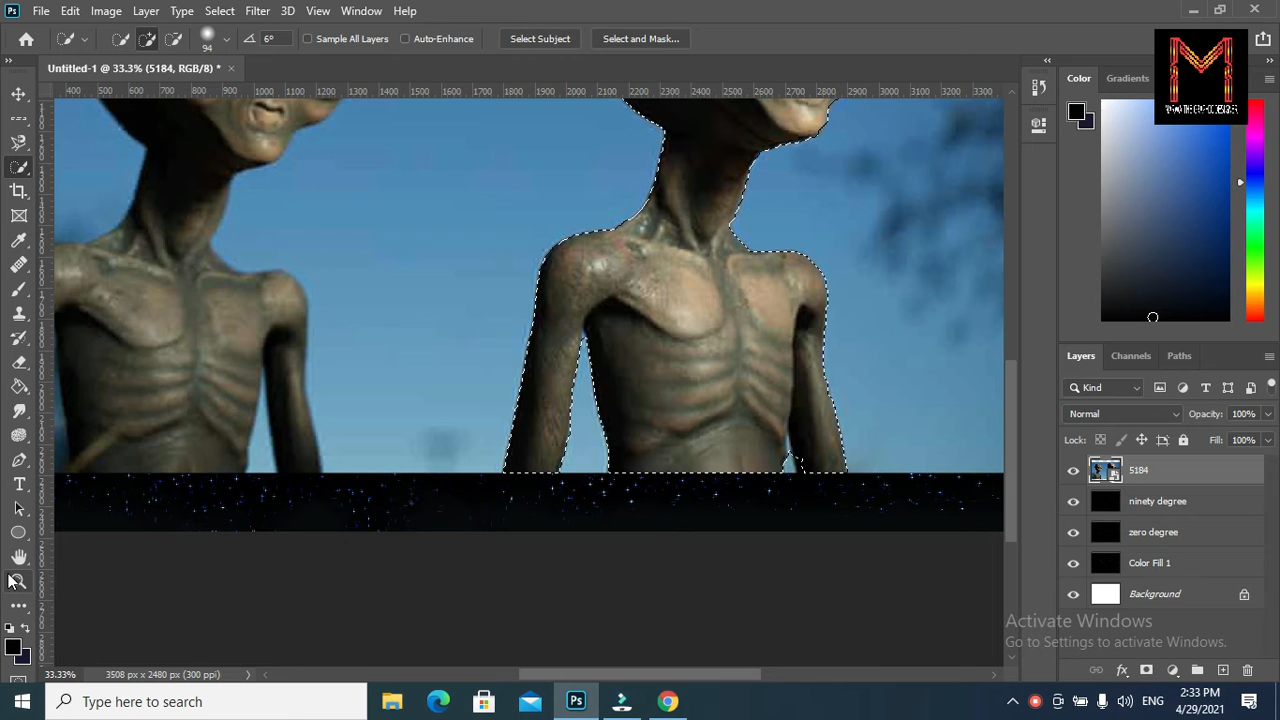 Ps File Edit Image Layer Type Select Filter 3D View Window Help
94 6° Sample All Layers Auto-Enhance Select Subject Select and Mask...
Untitled-1 @ 33.3% (5184, RGB/8) * ×
400 500 600 700 800 900 1000 1100 1200 1300 1400 1500 1600 1700 1800 1900 2000 2100 2200 2300 2400 2500 2600 2700 2800 2900 3000 3100 3200 3300
Color Gradients
M
Layers Channels Paths
Kind
Normal Opacity: 100%
Lock: Fill: 100%
5184
ninety degree
zero degree
Color Fill 1
Background
Activate Windows
Go to Settings to activate Windows.
33.33% 3508 px x 2480 px (300 ppi)
Type here to search
Ps
ENG
2:33 PM
4/29/2021